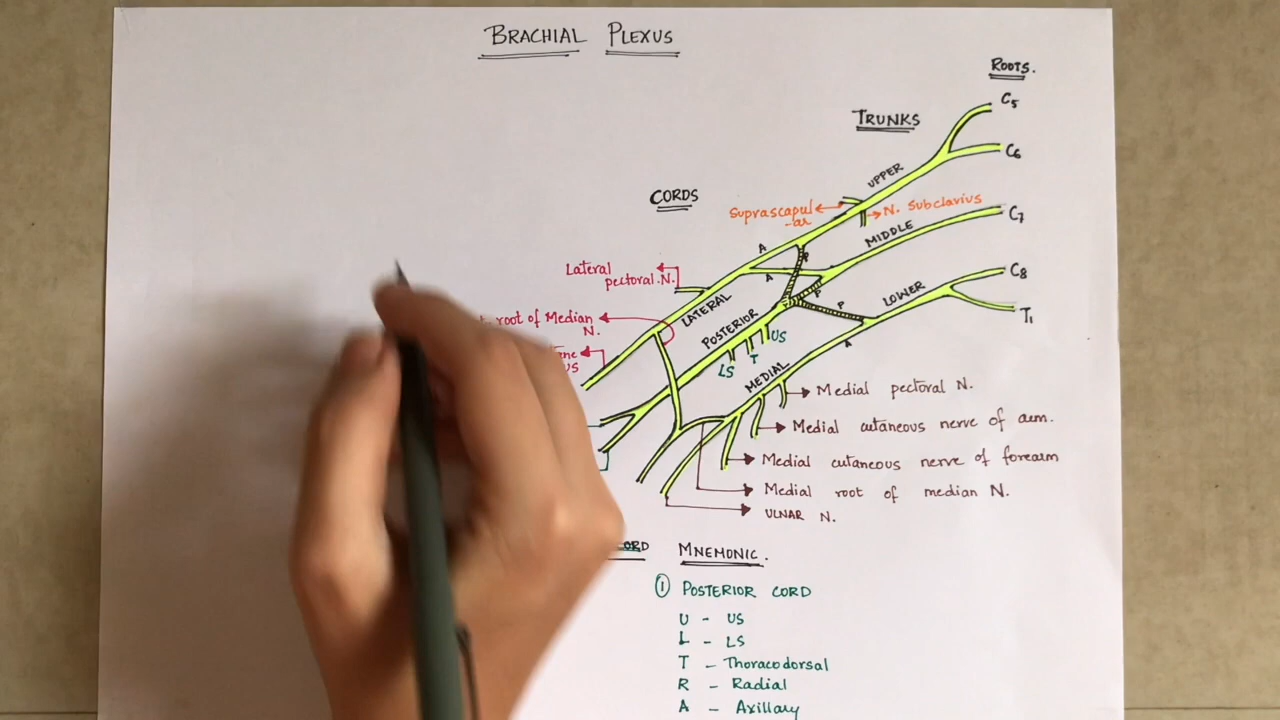 BRACHIAL PLEXUS
ROOTS.
C5
TRUNKS
C6
UPPER
CORDS
Suprascapul
-ar
N. Subclavius
C7
MIDDLE
A
P
Lateral
pectoral.N.
A
P
C8
LOWER
P
LATERAL
T1
root of Median
N.
POSTERIOR
US
T
LS
A
MEDIAL
Medial pectoral N.
Medial cutaneous nerve of arm.
Medial cutaneous nerve of forearm
Medial root of median N.
ULNAR N.
MNEMONIC.
① POSTERIOR CORD
U - US
L - LS
T - Thoracodorsal
R - Radial
A - Axillary